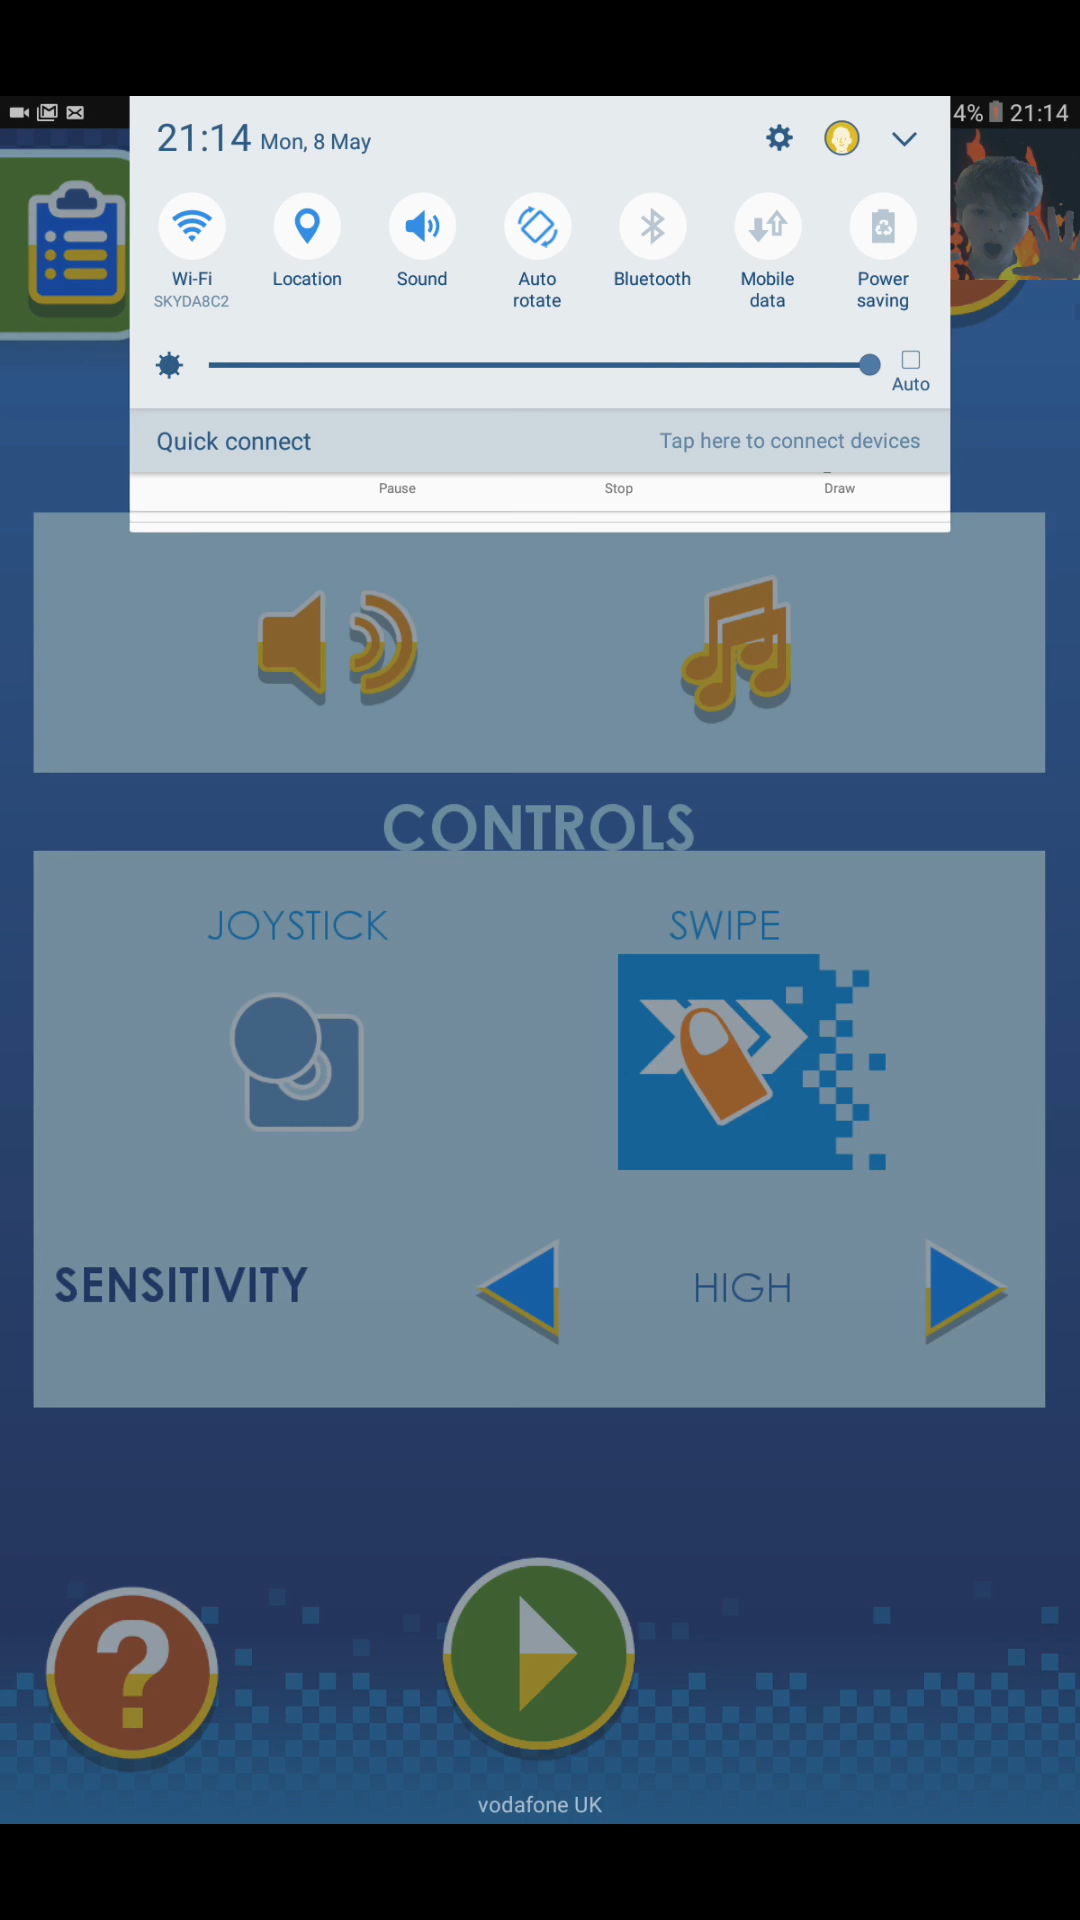 4% 21:14
21:14 Mon, 8 May
Wi-Fi
SKYDA8C2
Location
Sound
Auto
rotate
Bluetooth
Mobile
data
Power
saving
Auto
Quick connect
Tap here to connect devices
Pause
Stop
Draw
CONTROLS
JOYSTICK
SWIPE
SENSITIVITY
HIGH
?
vodafone UK